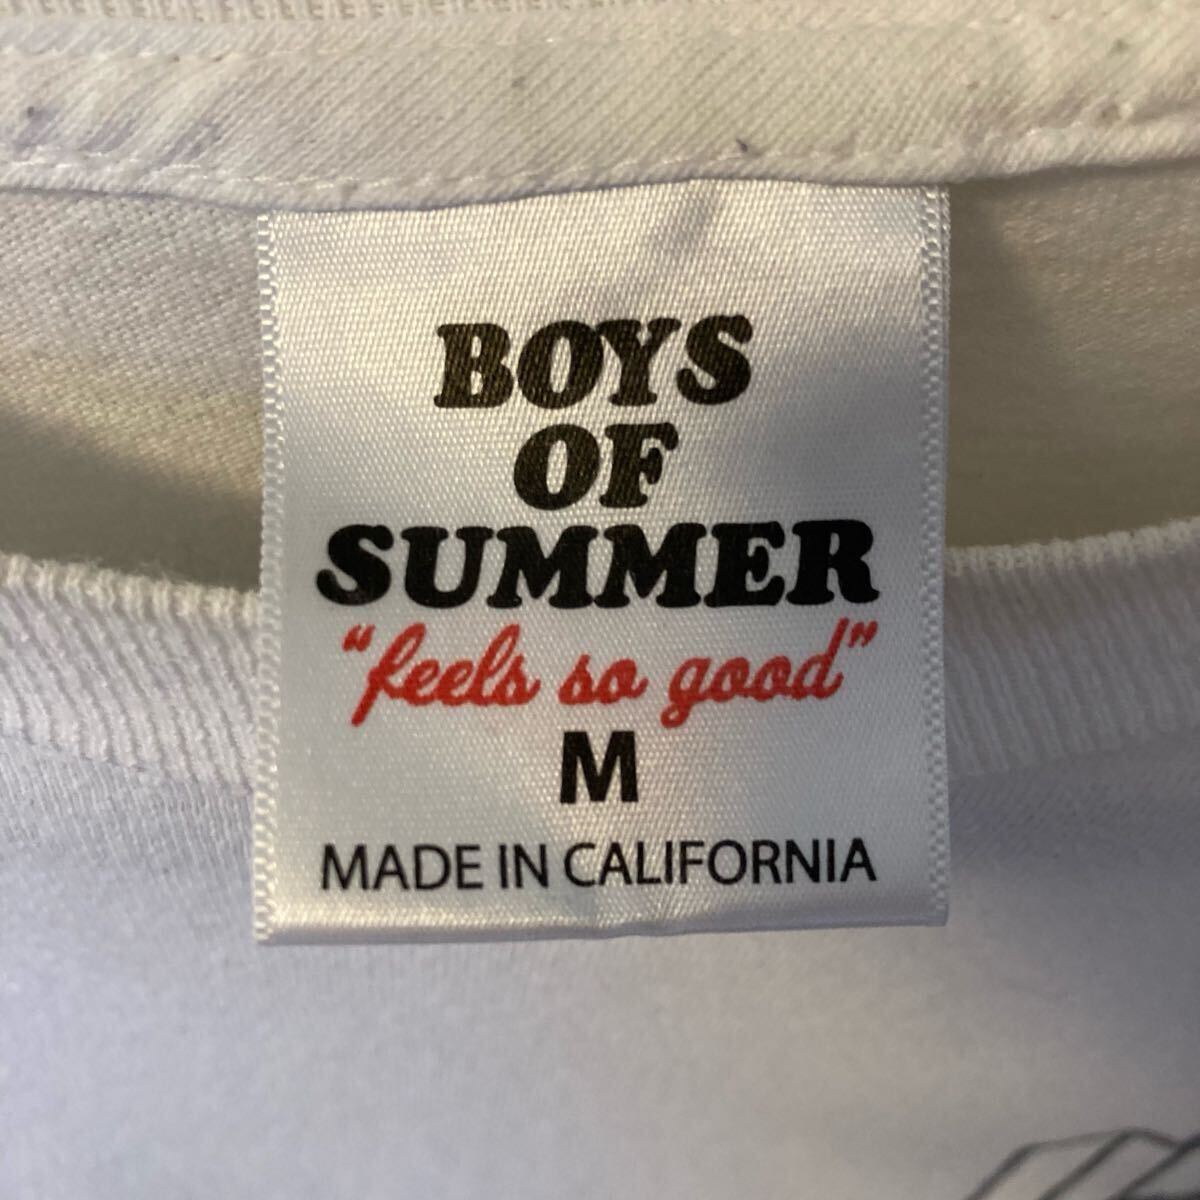 BOYS
OF
SUMMER
“feels so good”
M
MADE IN CALIFORNIA